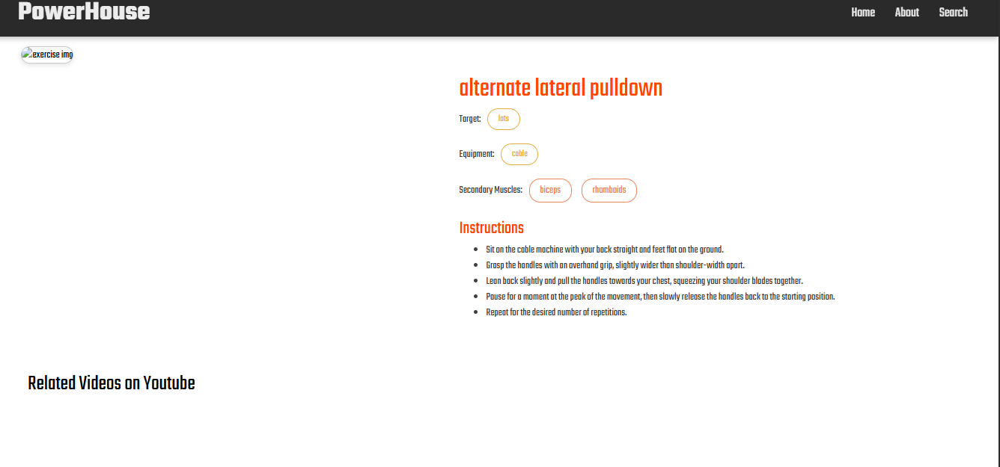 PowerHouse
Home About Search
exercise img
alternate lateral pulldown
Target: lats
Equipment: cable
Secondary Muscles: biceps rhomboids
Instructions
Sit on the cable machine with your back straight and feet flat on the ground.
Grasp the handles with an overhand grip, slightly wider than shoulder-width apart.
Lean back slightly and pull the handles towards your chest, squeezing your shoulder blades together.
Pause for a moment at the peak of the movement, then slowly release the handles back to the starting position.
Repeat for the desired number of repetitions.
Related Videos on Youtube